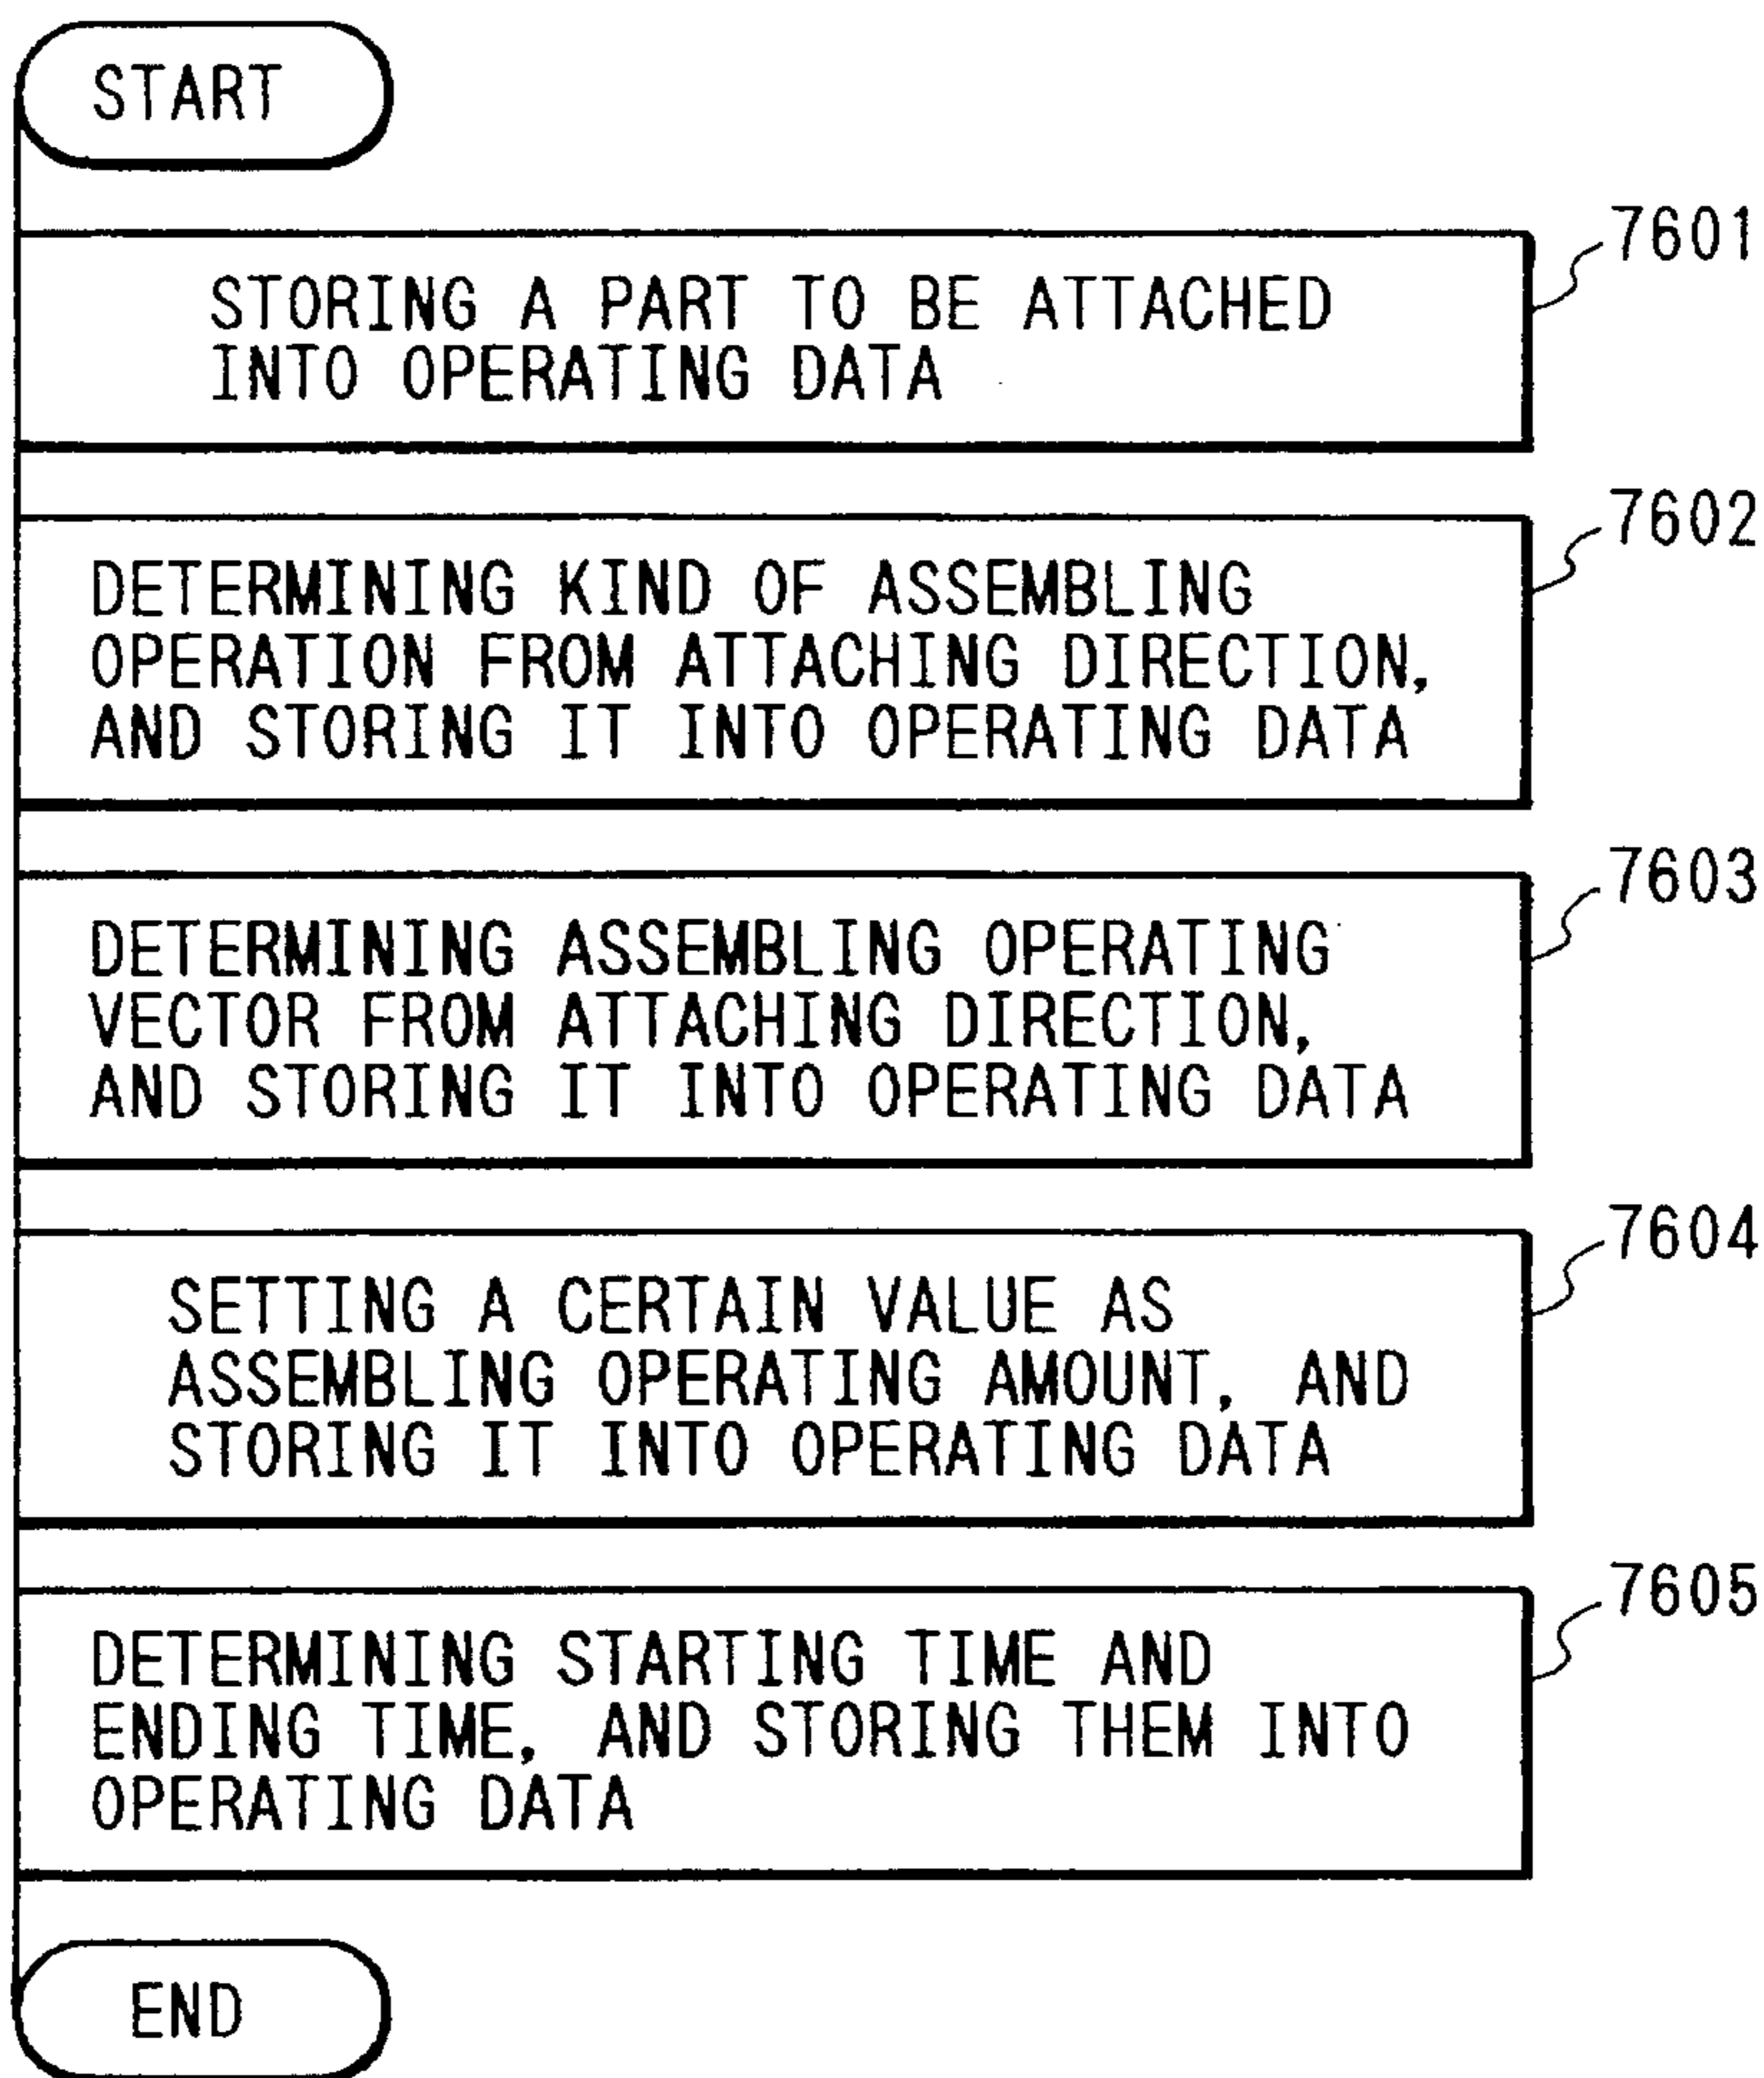 START
7601
STORING A PART TO BE ATTACHED
INTO OPERATING DATA
7602
DETERMINING KIND OF ASSEMBLING
OPERATION FROM ATTACHING DIRECTION,
AND STORING IT INTO OPERATING DATA
7603
DETERMINING ASSEMBLING OPERATING
VECTOR FROM ATTACHING DIRECTION,
AND STORING IT INTO OPERATING DATA
7604
SETTING A CERTAIN VALUE AS
ASSEMBLING OPERATING AMOUNT, AND
STORING IT INTO OPERATING DATA
7605
DETERMINING STARTING TIME AND
ENDING TIME, AND STORING THEM INTO
OPERATING DATA
END